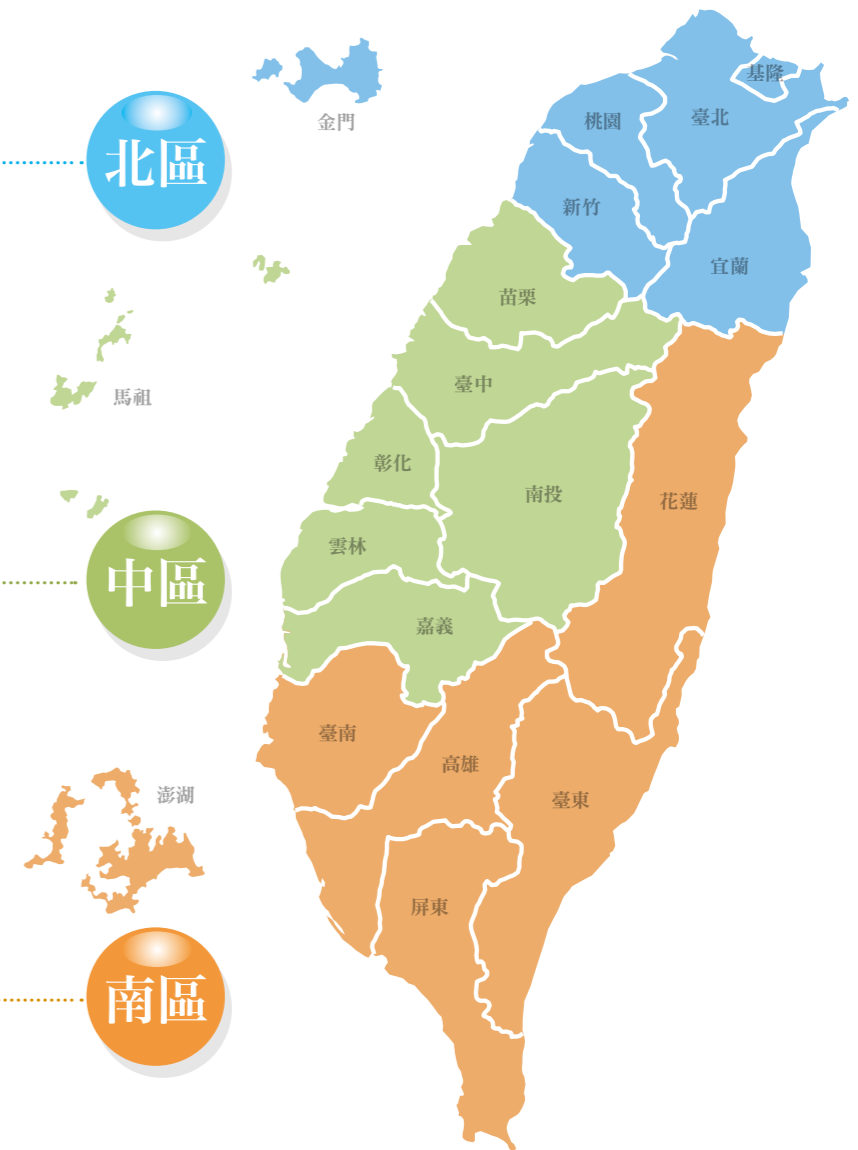 金門
基隆
臺北
桃園
北區
新竹
宜蘭
苗栗
臺中
馬祖
彰化
南投
花蓮
雲林
中區
嘉義
臺南
高雄
澎湖
臺東
屏東
南區